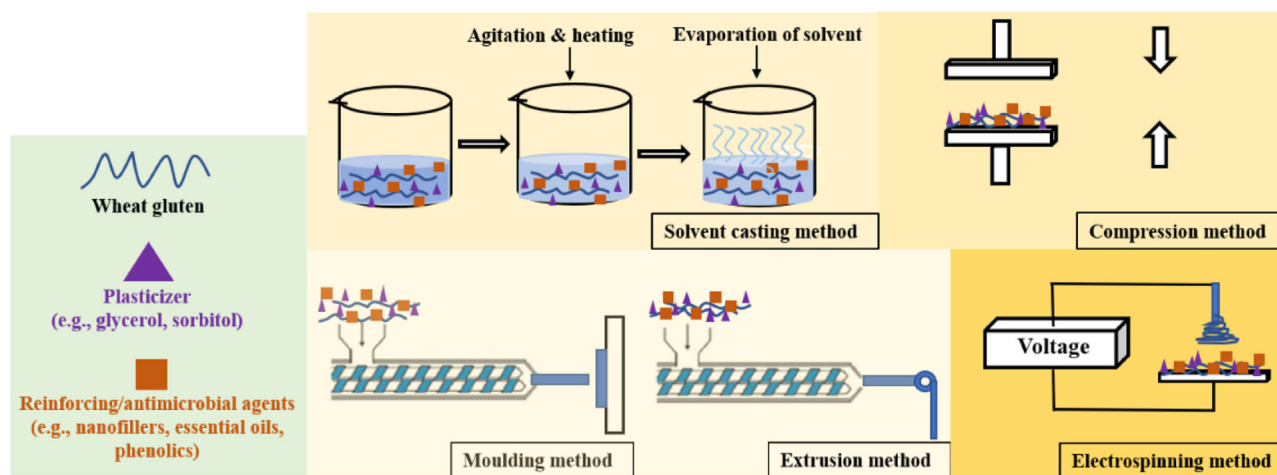 Agitation & heating
Evaporation of solvent
Solvent casting method
Compression method
Wheat gluten
Plasticizer
(e.g., glycerol, sorbitol)
Reinforcing/antimicrobial agents
(e.g., nanofillers, essential oils,
phenolics)
Moulding method
Extrusion method
Voltage
Electrospinning method